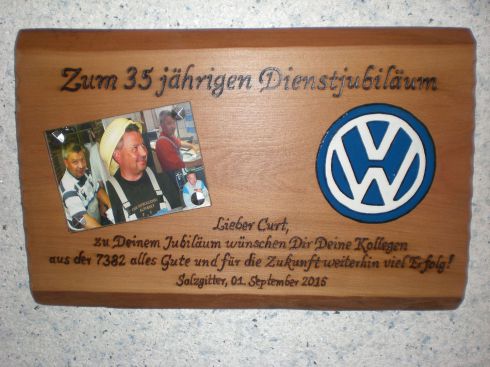 Zum 35 jährigen Dienstjubiläum
Lieber Curt,
zu Deinem Jubiläum wünschen Dir Deine Kollegen
aus der 7382 alles Gute und für die Zukunft weiterhin viel Erfolg!
Salzgitter, 01. September 2015